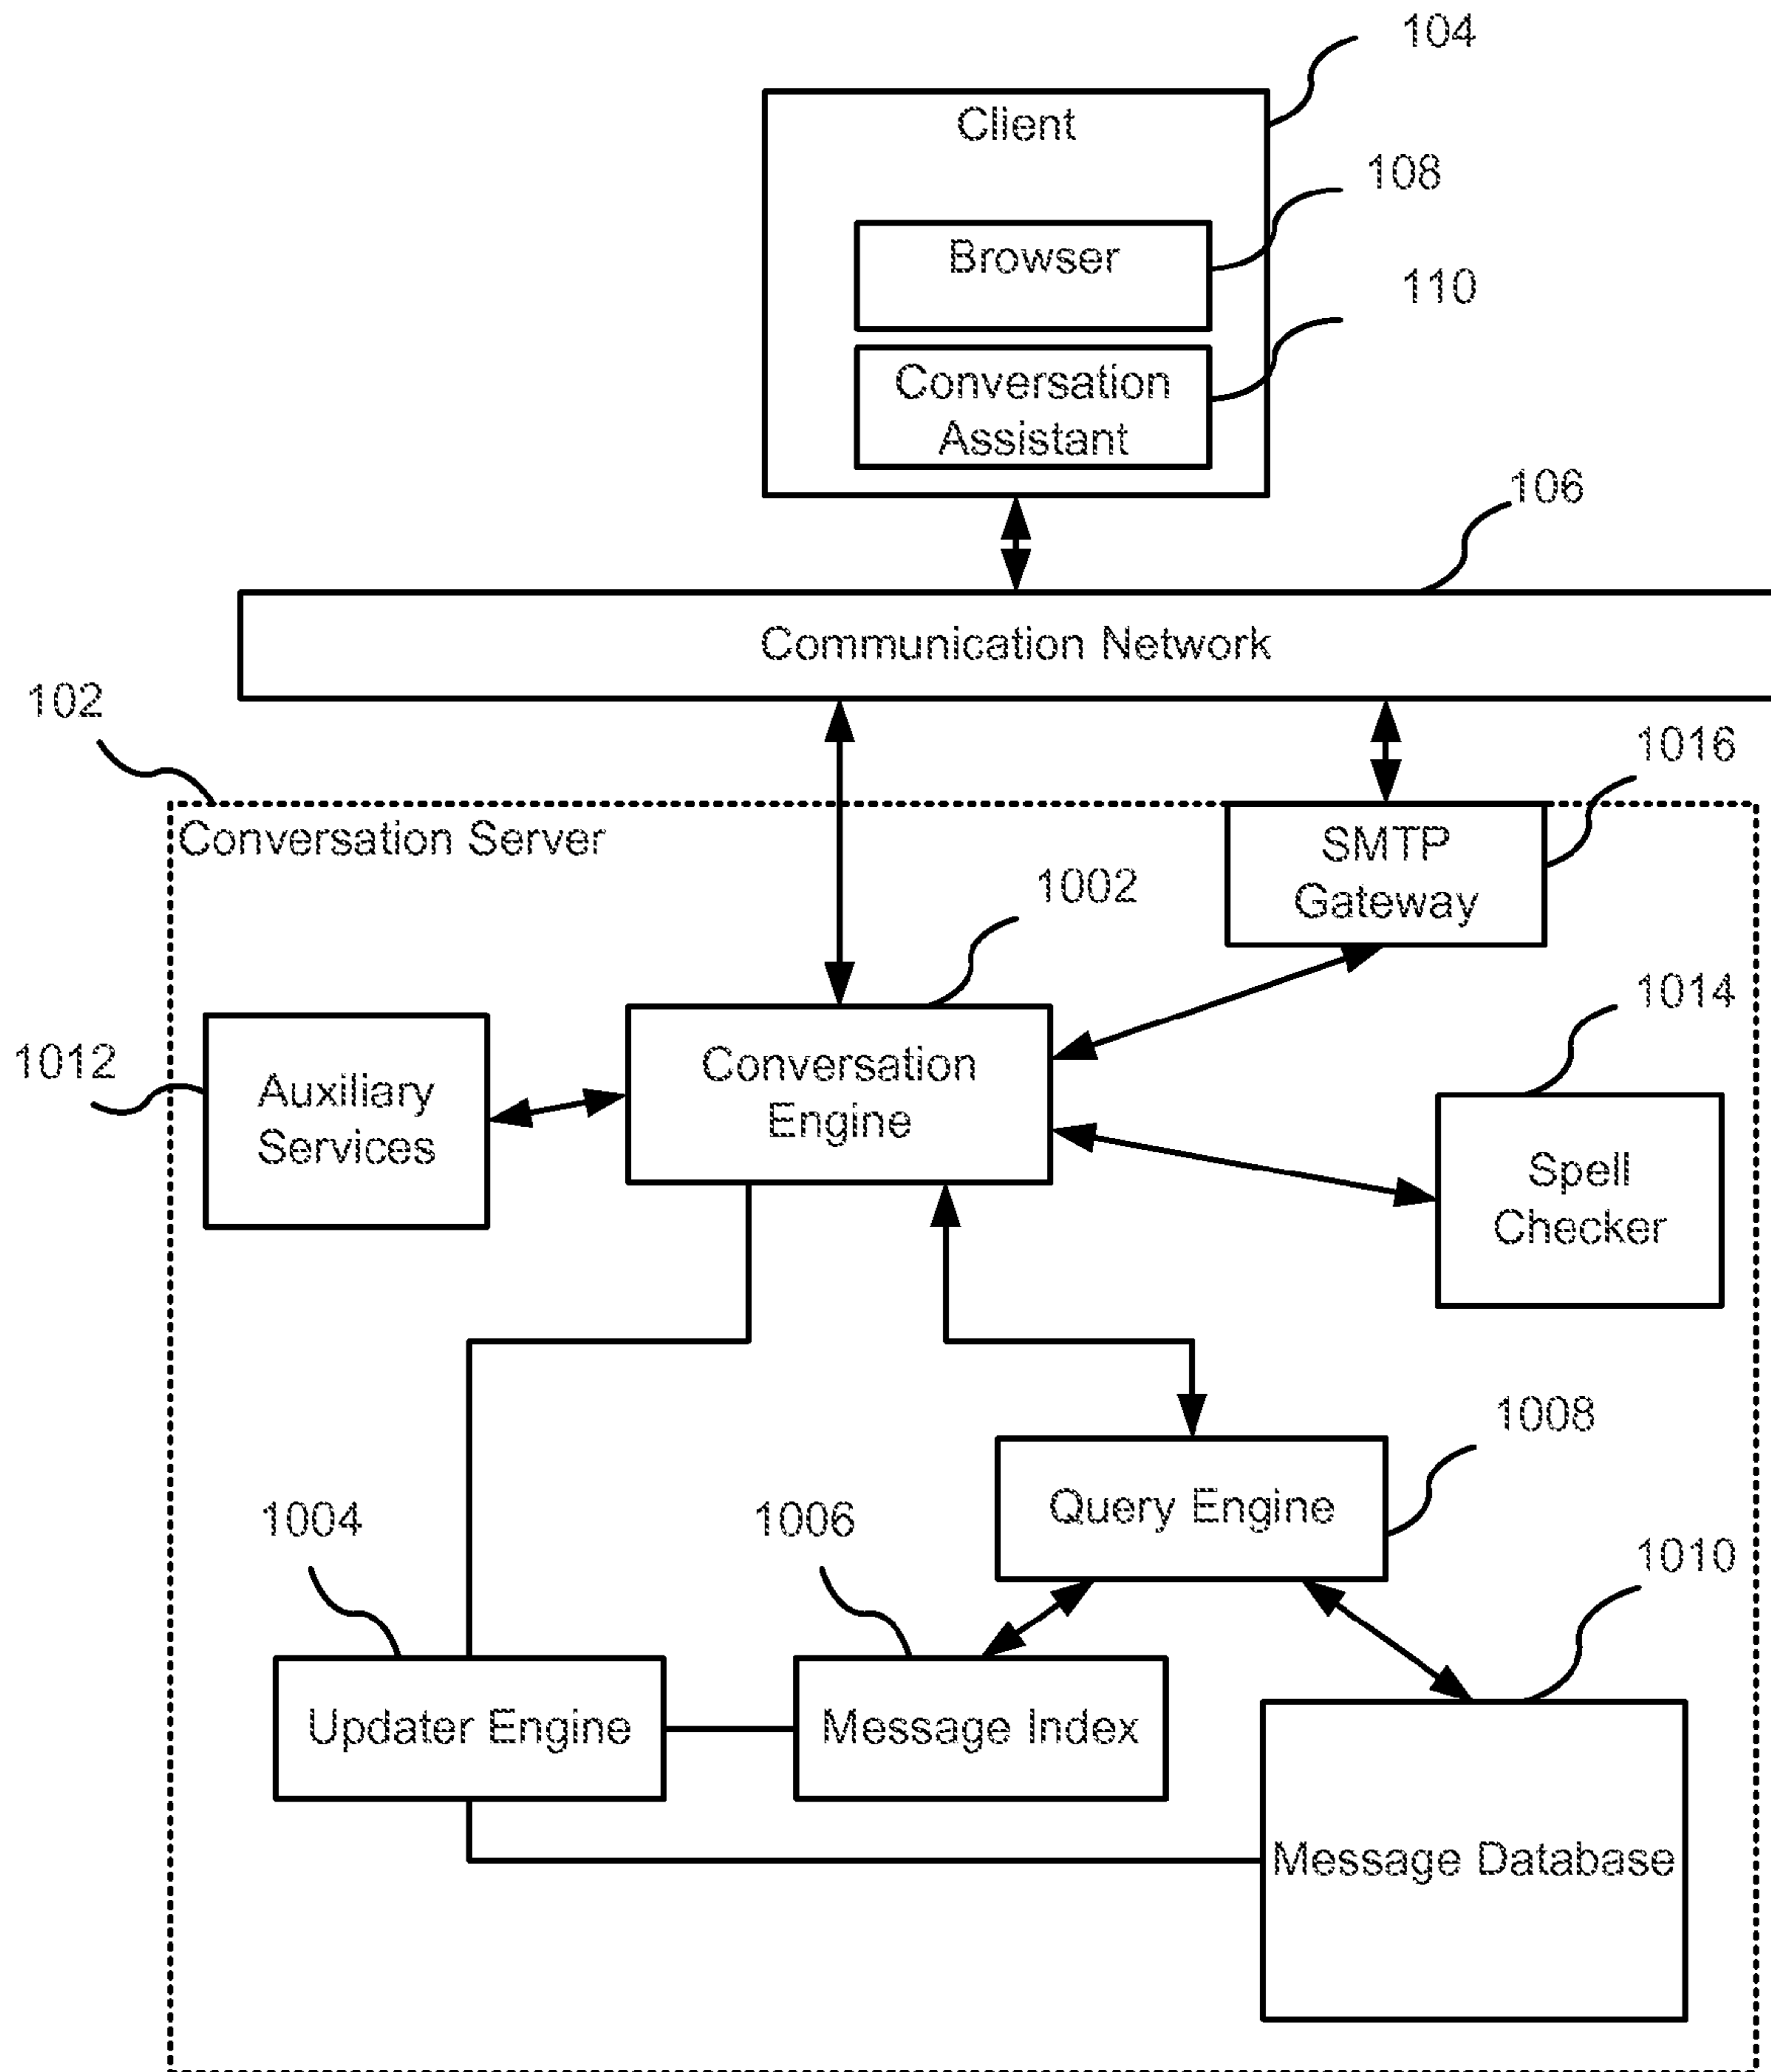 104
Client
108
Browser
110
Conversation
Assistant
106
Communication Network
102
1016
Conversation Server
SMTP
Gateway
1002
1014
1012
Conversation
Engine
Auxiliary
Services
Spell
Checker
1008
1004
1006
Query Engine
1010
Updater Engine
Message Index
Message Database